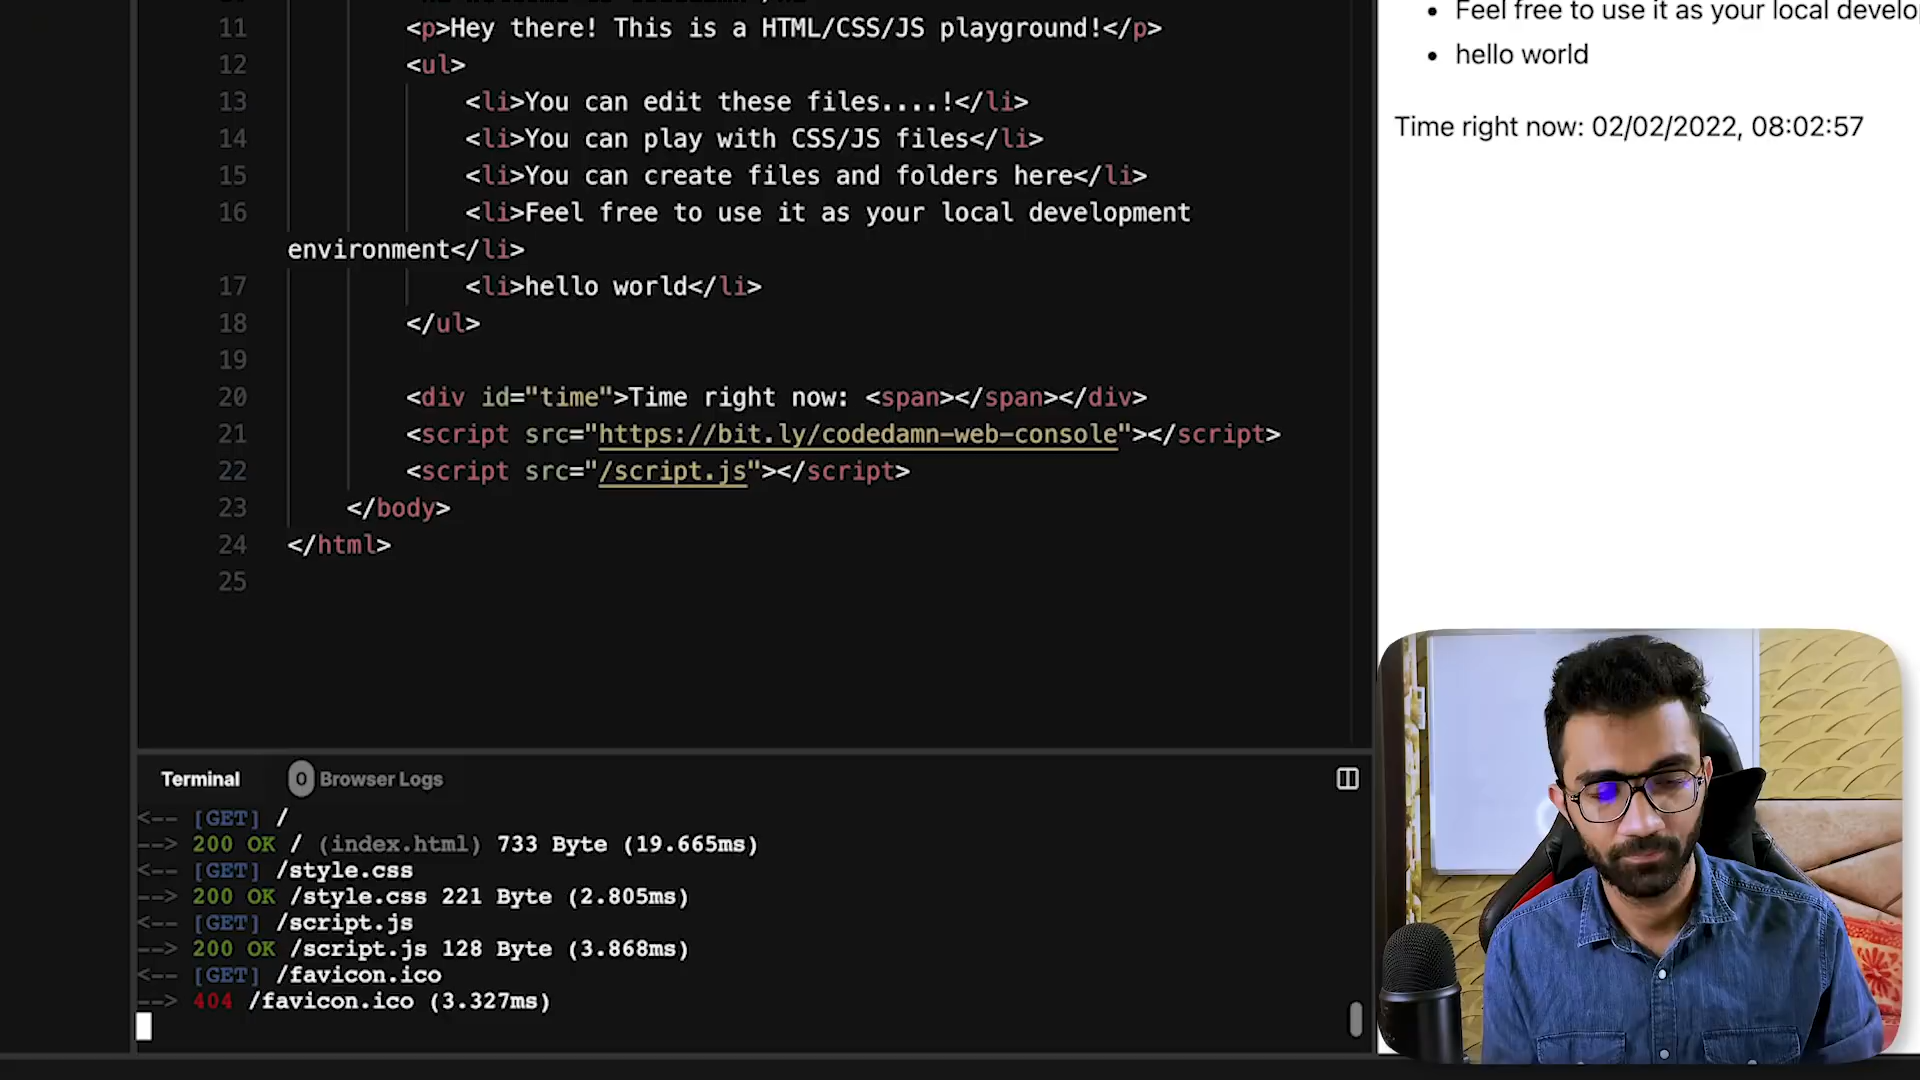 11 <p>Hey there! This is a HTML/CSS/JS playground!</p>
12 <ul>
13 <li>You can edit these files....!</li>
14 <li>You can play with CSS/JS files</li>
15 <li>You can create files and folders here</li>
16 <li>Feel free to use it as your local development
environment</li>
17 <li>hello world</li>
18 </ul>
19
20 <div id="time">Time right now: <span></span></div>
21 <script src="https://bit.ly/codedamn-web-console"></script>
22 <script src="/script.js"></script>
23 </body>
24 </html>
25
Terminal 0 Browser Logs
<-- [GET] /
--> 200 OK / (index.html) 733 Byte (19.665ms)
<-- [GET] /style.css
--> 200 OK /style.css 221 Byte (2.805ms)
<-- [GET] /script.js
--> 200 OK /script.js 128 Byte (3.868ms)
<-- [GET] /favicon.ico
--> 404 /favicon.ico (3.327ms)
Feel free to use it as your local develo
hello world
Time right now: 02/02/2022, 08:02:57